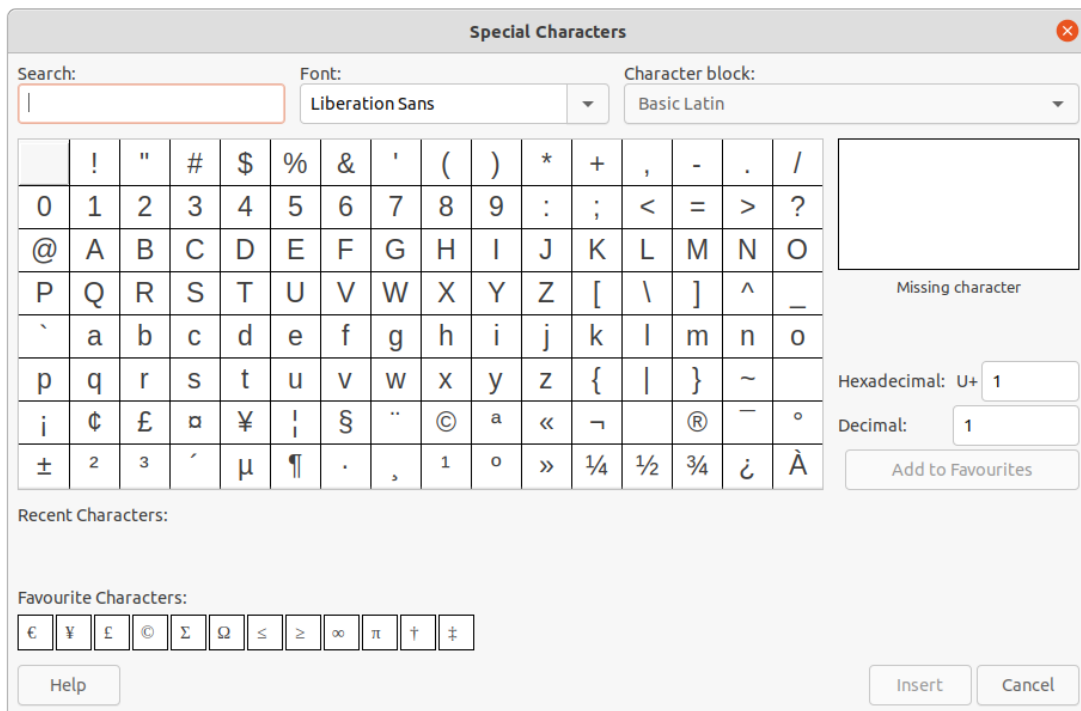 Special Characters
Search: Font: Character block:
Liberation Sans Basic Latin
! " # $ % & ' ( ) * + , - . /
0 1 2 3 4 5 6 7 8 9 : ; < = > ?
@ A B C D E F G H I J K L M N O
P Q R S T U V W X Y Z [ \ ] ^ _
Missing character
` a b c d e f g h i j k l m n o
p q r s t u v w x y z { | } ~
Hexadecimal: U+ 1
¡ ¢ £ ¤ ¥ ¦ § ¨ © ª « ¬ ® ¯ °
Decimal: 1
± ² ³ ´ µ ¶ · ¸ ¹ º » ¼ ½ ¾ ¿ À
Add to Favourites
Recent Characters:
Favourite Characters:
€ ¥ £ © Σ Ω ≤ ≥ ∞ π † ‡
Help Insert Cancel